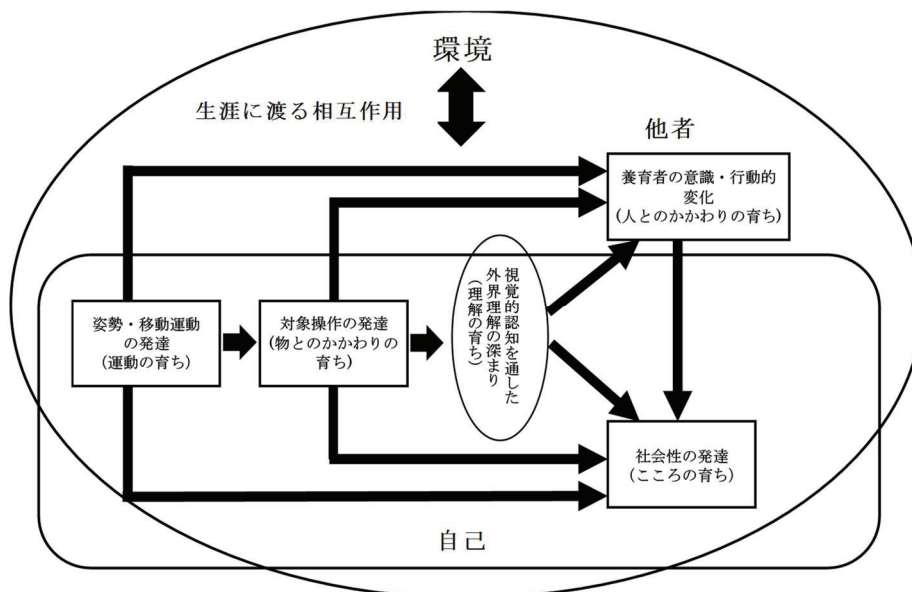 環境
生涯に渡る相互作用
他者
養育者の意識・行動的
変化
(人とのかかわりの育ち)
姿勢・移動運動
の発達
(運動の育ち)
対象操作の発達
(物とのかかわりの
育ち)
視覚的認知を通した
外界理解の深まり
(理解の育ち)
社会性の発達
(こころの育ち)
自己